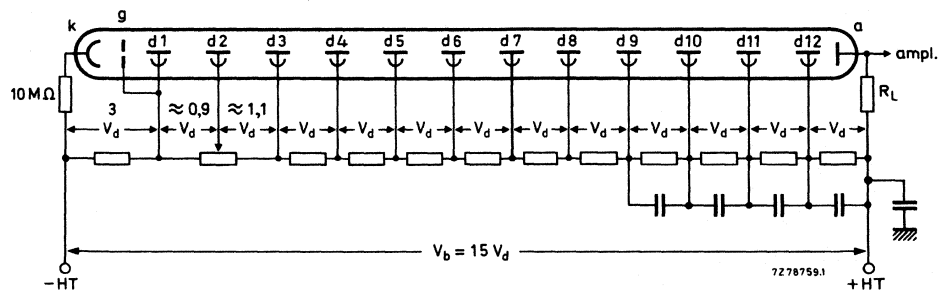 k g a
d1 d2 d3 d4 d5 d6 d7 d8 d9 d10 d11 d12
ampl.
10 MΩ
R_L
3 ≈0,9 ≈1,1
V_d V_d V_d V_d V_d V_d V_d V_d V_d V_d V_d V_d V_d
V_b = 15 V_d
7Z78759.1
−HT +HT